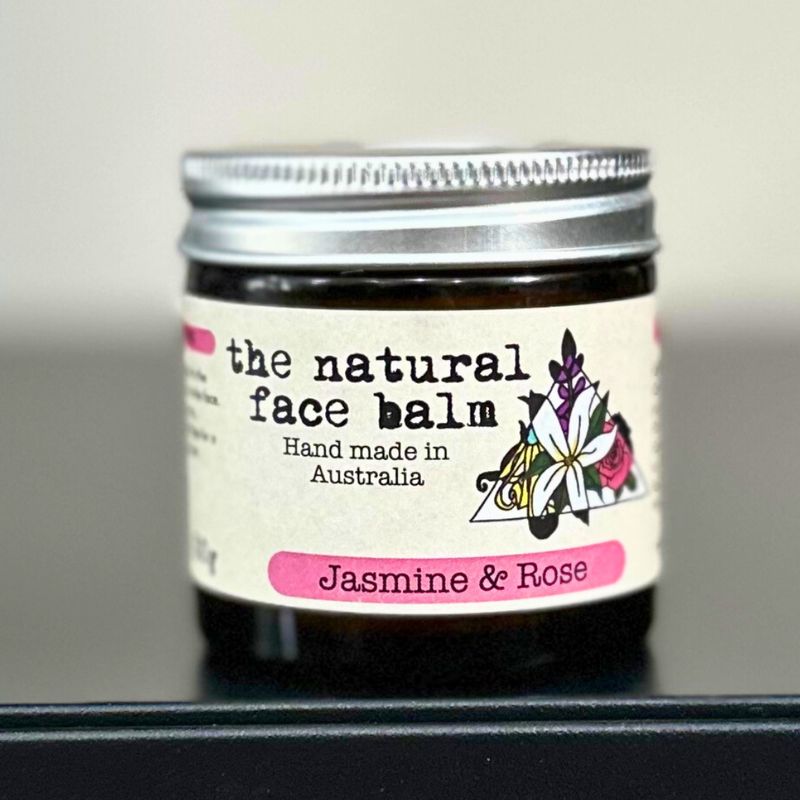 the natural
face balm
Hand made in
Australia
Jasmine & Rose